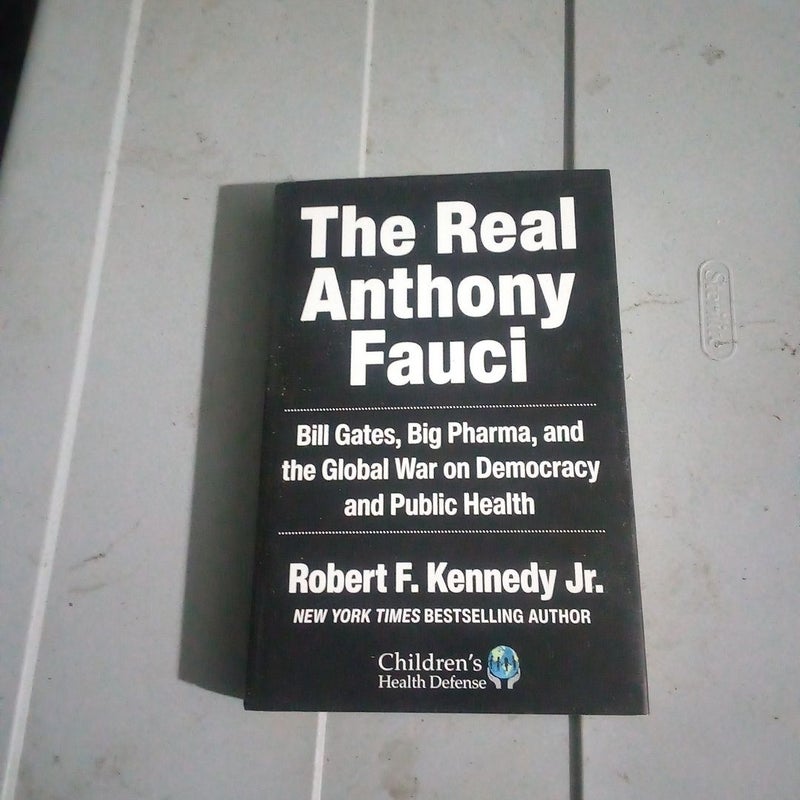 The Real
Anthony
Fauci
Bill Gates, Big Pharma, and
the Global War on Democracy
and Public Health
Robert F. Kennedy Jr.
NEW YORK TIMES BESTSELLING AUTHOR
Children's
Health Defense